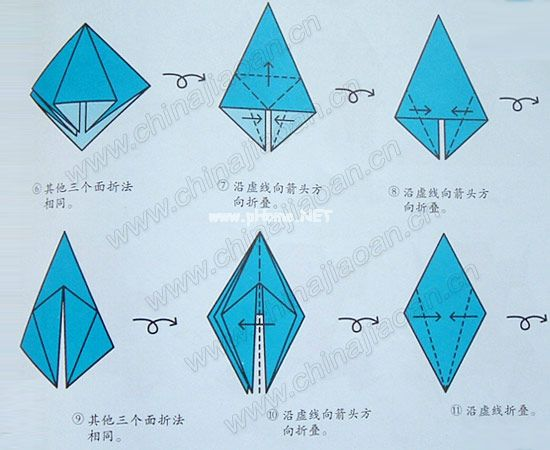 ⑥ 其他三个面折法
相同。
⑦ 沿虚线向箭头方
向折叠。
⑧ 沿虚线向箭头方
向折叠。
www.pHome.NET
⑨ 其他三个面折法
相同。
⑩ 沿虚线向箭头方
向折叠。
⑪ 沿虚线折叠。
www.chinajiaoan.cn
www.chinajiaoan.cn
www.chinajiaoan.cn
www.chinajiaoan.cn